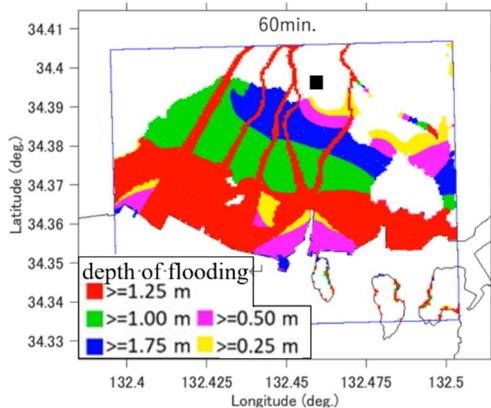 60min.
34.41
34.4
34.39
34.38
34.37
34.36
34.35
34.34
34.33
Latitude (deg.)
depth of flooding
>=1.25 m
>=1.00 m >=0.50 m
>=1.75 m >=0.25 m
132.4 132.425 132.45 132.475 132.5
Longitude (deg.)